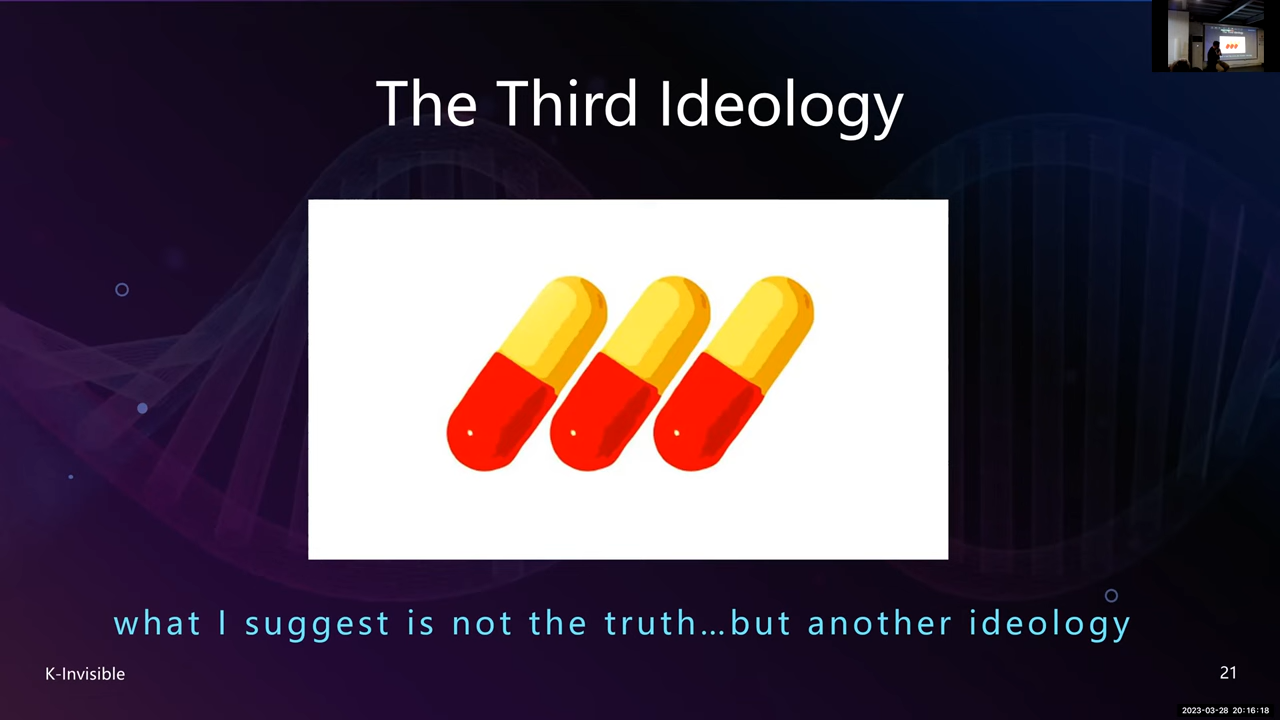 The Third Ideology
what I suggest is not the truth...but another ideology
K-Invisible
21
2023-03-28 20:16:18